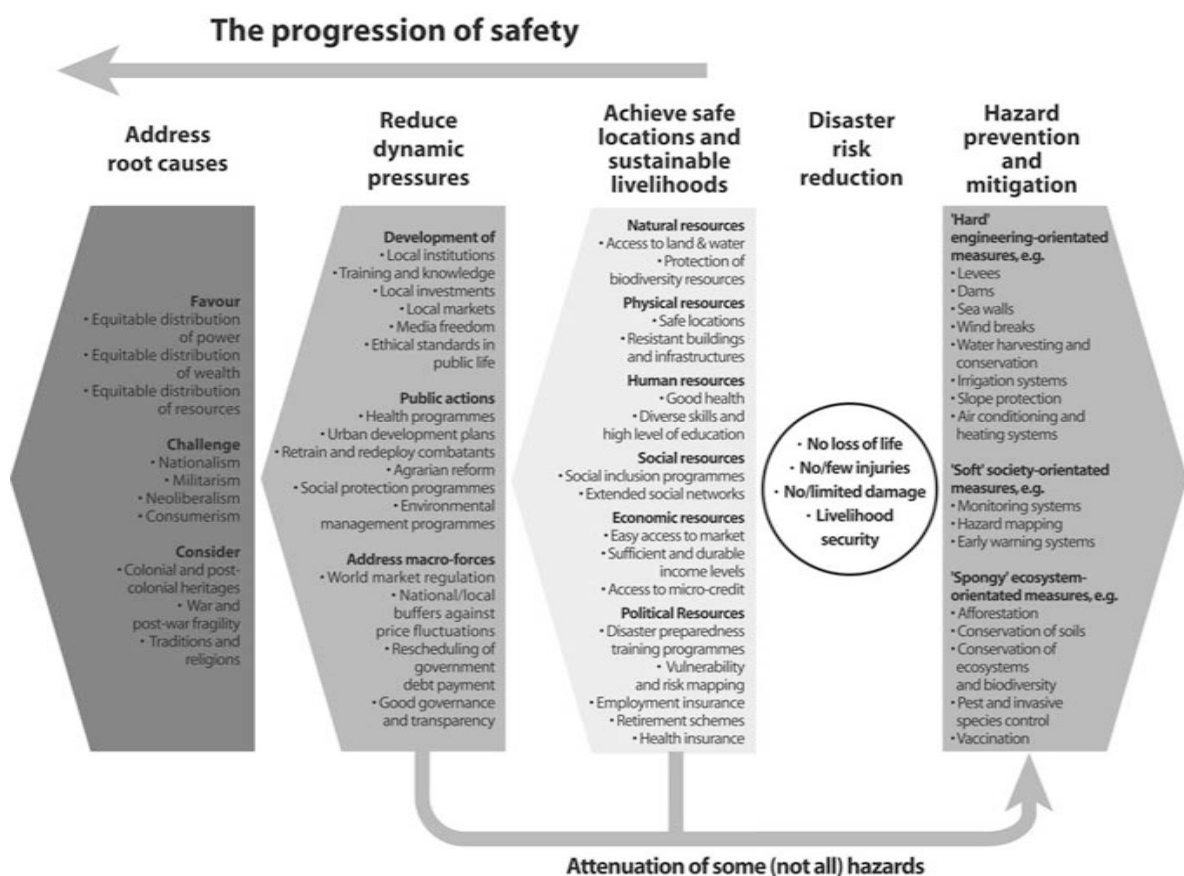 The progression of safety
Address
root causes
Favour
• Equitable distribution
of power
• Equitable distribution
of wealth
• Equitable distribution
of resources
Challenge
• Nationalism
• Militarism
• Neoliberalism
• Consumerism
Consider
• Colonial and post-
colonial heritages
• War and
post-war fragility
• Traditions and
religions
Reduce
dynamic
pressures
Development of
• Local institutions
• Training and knowledge
• Local investments
• Local markets
• Media freedom
• Ethical standards in
public life
Public actions
• Health programmes
• Urban development plans
• Retrain and redeploy combatants
• Agrarian reform
• Social protection programmes
• Environmental
management programmes
Address macro-forces
• World market regulation
• National/local
buffers against
price fluctuations
• Rescheduling of
government
debt payment
• Good governance
and transparency
Achieve safe
locations and
sustainable
livelihoods
Natural resources
• Access to land & water
• Protection of
biodiversity resources
Physical resources
• Safe locations
• Resistant buildings
and infrastructures
Human resources
• Good health
• Diverse skills and
high level of education
Social resources
• Social inclusion programmes
• Extended social networks
Economic resources
• Easy access to market
• Sufficient and durable
income levels
• Access to micro-credit
Political Resources
• Disaster preparedness
training programmes
• Vulnerability
and risk mapping
• Employment insurance
• Retirement schemes
• Health insurance
Disaster
risk
reduction
• No loss of life
• No/few injuries
• No/limited damage
• Livelihood
security
Hazard
prevention
and
mitigation
'Hard'
engineering-orientated
measures, e.g.
• Levees
• Dams
• Sea walls
• Wind breaks
• Water harvesting and
conservation
• Irrigation systems
• Slope protection
• Air conditioning and
heating systems
'Soft' society-orientated
measures, e.g.
• Monitoring systems
• Hazard mapping
• Early warning systems
'Spongy' ecosystem-
orientated measures, e.g.
• Afforestation
• Conservation of soils
• Conservation of
ecosystems
and biodiversity
• Pest and invasive
species control
• Vaccination
Attenuation of some (not all) hazards